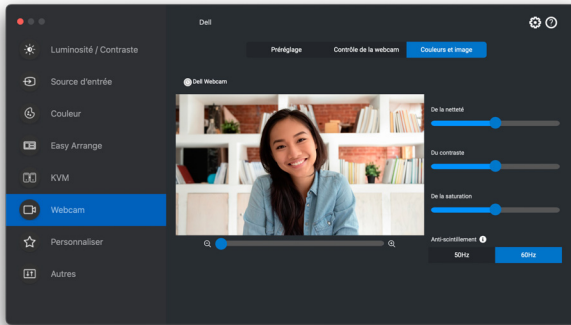 Dell
Luminosité / Contraste
Source d'entrée
Couleur
Easy Arrange
KVM
Webcam
Personnaliser
Autres
Préréglage
Contrôle de la webcam
Couleurs et image
Dell Webcam
De la netteté
Du contraste
De la saturation
Anti-scintillement
50Hz
60Hz